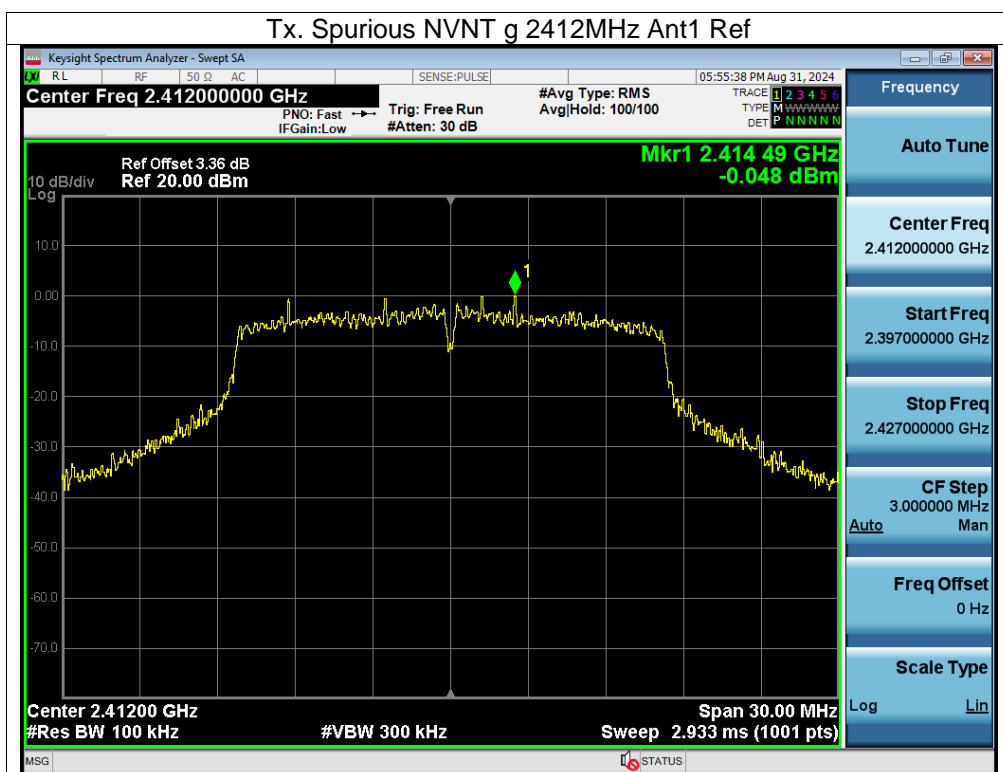 Tx. Spurious NVNT g 2412MHz Ant1 Ref
Keysight Spectrum Analyzer - Swept SA
LXI RL RF 50 Ω AC SENSE:PULSE 05:55:38 PM Aug 31, 2024
Center Freq 2.412000000 GHz #Avg Type: RMS TRACE 1 2 3 4 5 6
PNO: Fast Trig: Free Run Avg|Hold: 100/100 TYPE M WWWWW
IFGain:Low #Atten: 30 dB DET P N N N N N
Mkr1 2.414 49 GHz
-0.048 dBm
Ref Offset 3.36 dB
10 dB/div Ref 20.00 dBm
Log
10.0
0.00
-10.0
-20.0
-30.0
-40.0
-50.0
-60.0
-70.0
1
Center 2.41200 GHz Span 30.00 MHz
#Res BW 100 kHz #VBW 300 kHz Sweep 2.933 ms (1001 pts)
MSG STATUS
Frequency
Auto Tune
Center Freq
2.412000000 GHz
Start Freq
2.397000000 GHz
Stop Freq
2.427000000 GHz
CF Step
3.000000 MHz
Auto Man
Freq Offset
0 Hz
Scale Type
Log Lin